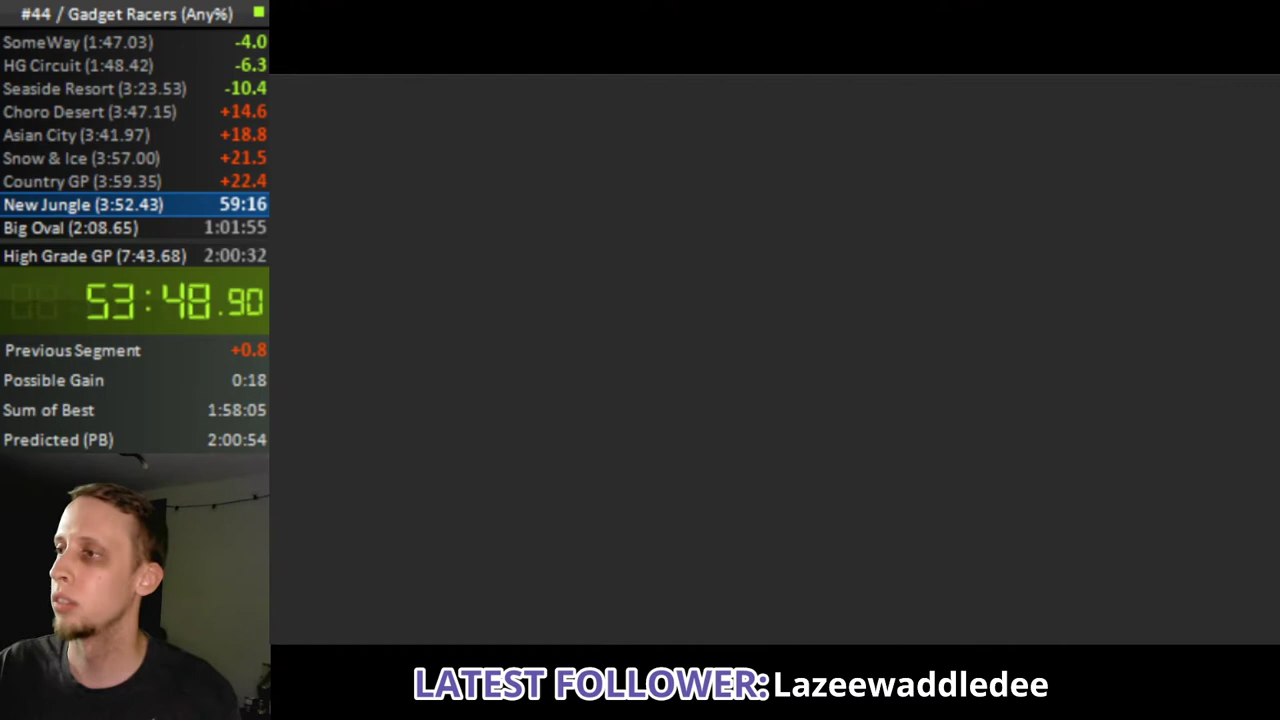 #44 / Gadget Racers (Any%)
SomeWay (1:47.03) -4.0
HG Circuit (1:48.42) -6.3
Seaside Resort (3:23.53) -10.4
Choro Desert (3:47.15) +14.6
Asian City (3:41.97) +18.8
Snow & Ice (3:57.00) +21.5
Country GP (3:59.35) +22.4
New Jungle (3:52.43) 59:16
Big Oval (2:08.65) 1:01:55
High Grade GP (7:43.68) 2:00:32
53:48.90
Previous Segment +0.8
Possible Gain 0:18
Sum of Best 1:58:05
Predicted (PB) 2:00:54
LATEST FOLLOWER: Lazeewaddledee